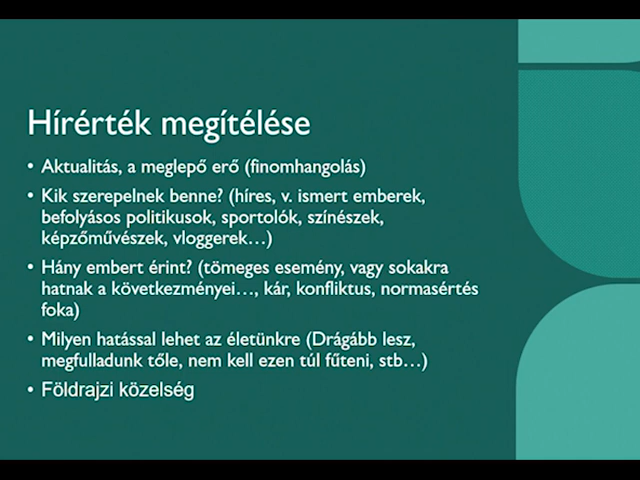 Hírérték megítélése
• Aktualitás, a meglepő erő (finomhangolás)
• Kik szerepelnek benne? (híres, v. ismert emberek,
befolyásos politikusok, sportolók, színészek,
képzőművészek, vloggerek…)
• Hány embert érint? (tömeges esemény, vagy sokakra
hatnak a következményei…, kár, konfliktus, normasértés
foka)
• Milyen hatással lehet az életünkre (Drágább lesz,
megfulladunk tőle, nem kell ezen túl fűteni, stb…)
• Földrajzi közelség